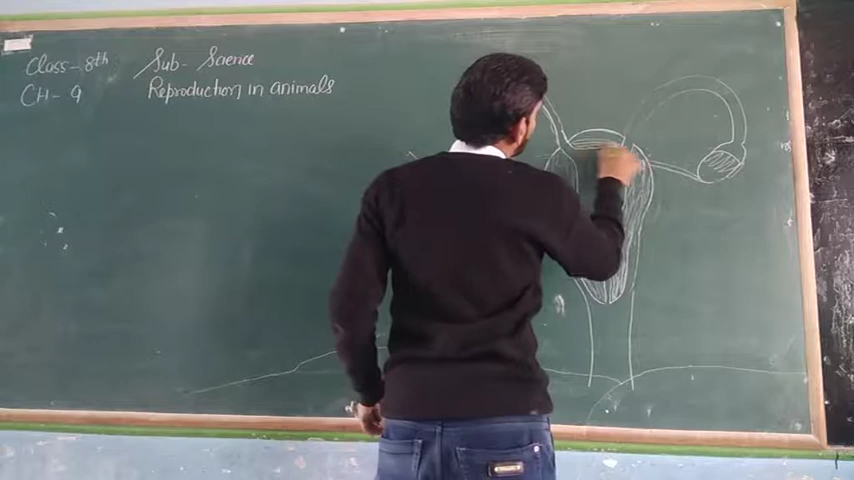 Class- 8th Sub- Science
CH- 9 Reproduction in Animals/